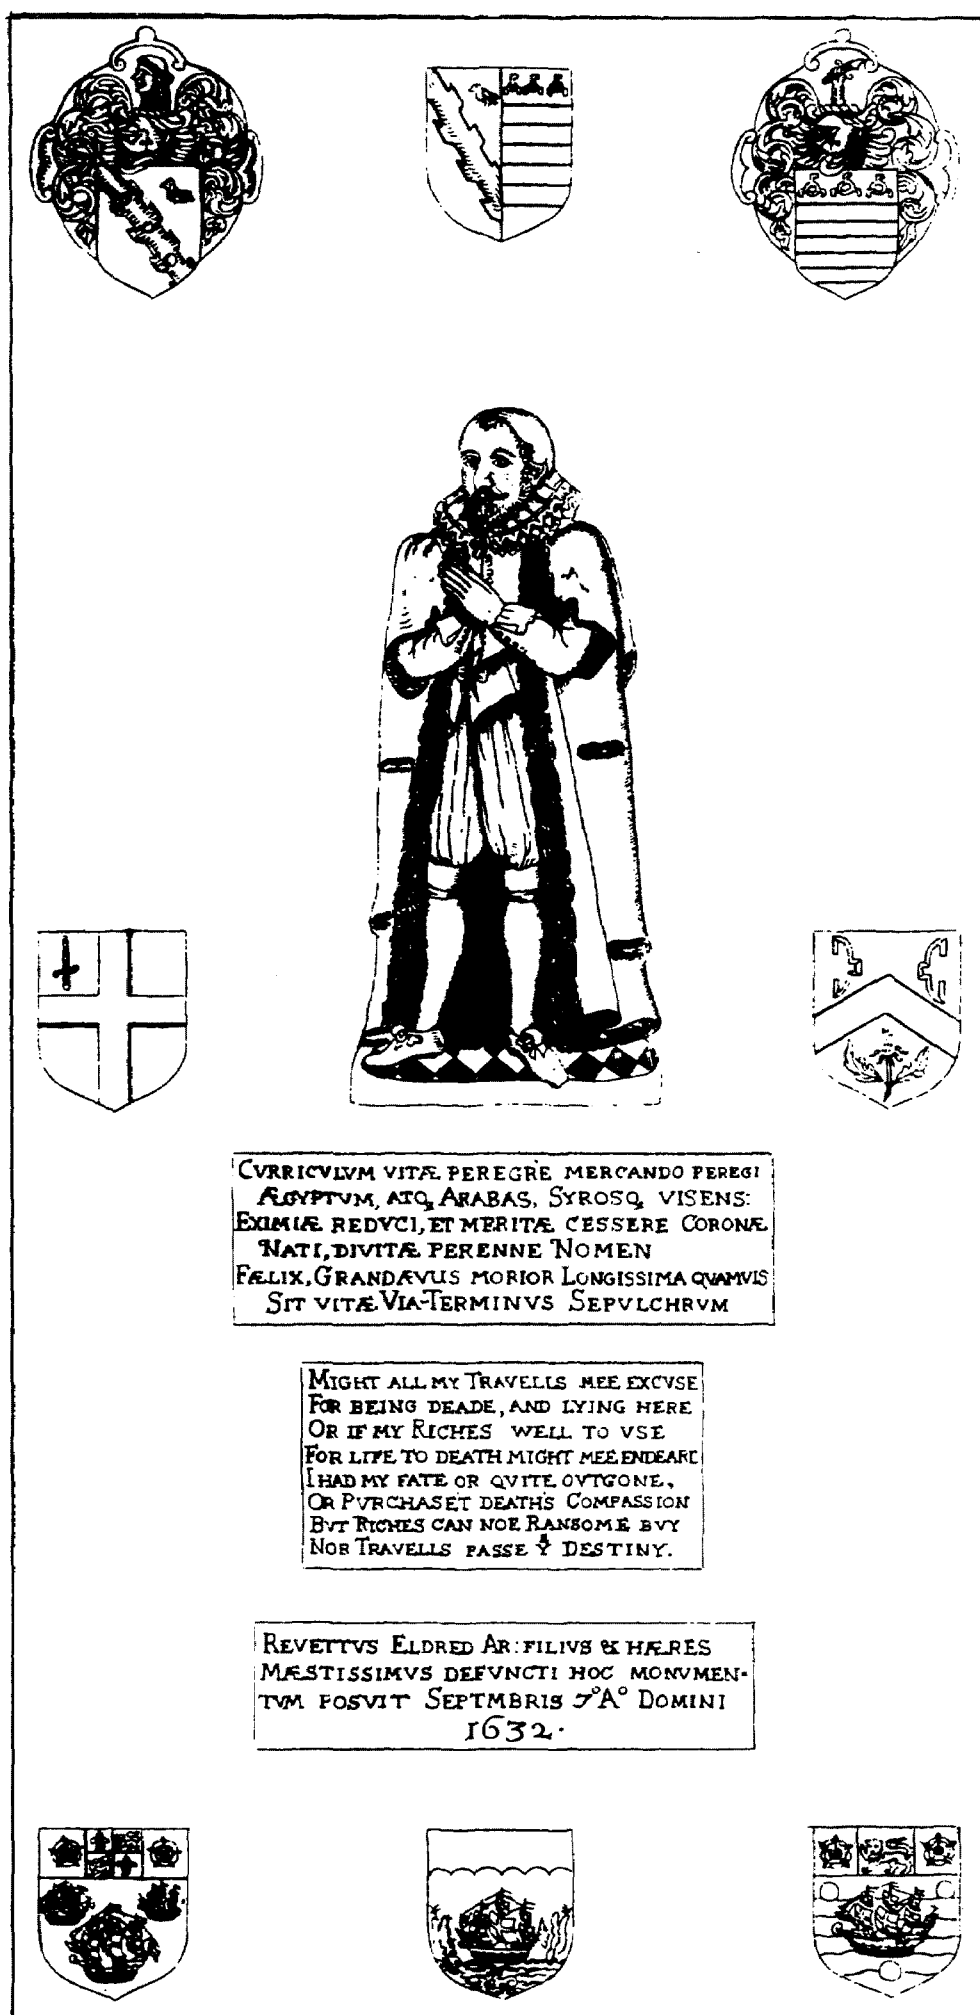 CVRRICVLVM VITÆ PEREGRE MERCANDO PEREGI
ÆGYPTVM, ATQ, ARABAS, SYROSQ, VISENS:
EXIMIÆ REDVCI, ET MERITÆ CESSERE CORONÆ
NATI, DIVITÆ PERENNE NOMEN
FÆLIX, GRANDÆVUS MORIOR LONGISSIMA QVAMVIS
SIT VITÆ VIA-TERMINVS SEPVLCHRVM
MIGHT ALL MY TRAVELLS MEE EXCVSE
FOR BEING DEADE, AND LYING HERE
OR IF MY RICHES WELL TO VSE
FOR LIFE TO DEATH MIGHT MEE ENDEARE
I HAD MY FATE OR QVITE OVTGONE,
OR PVRCHASET DEATH'S COMPASSION
BVT RICHES CAN NOE RANSOME BVY
NOR TRAVELLS PASSE Yᵉ DESTINY.
REVETTVS ELDRED AR: FILIVS & HÆRES
MÆSTISSIMVS DEFVNCTI HOC MONVMEN-
TVM POSVIT SEPTMBRIS 7° A° DOMINI
1632.